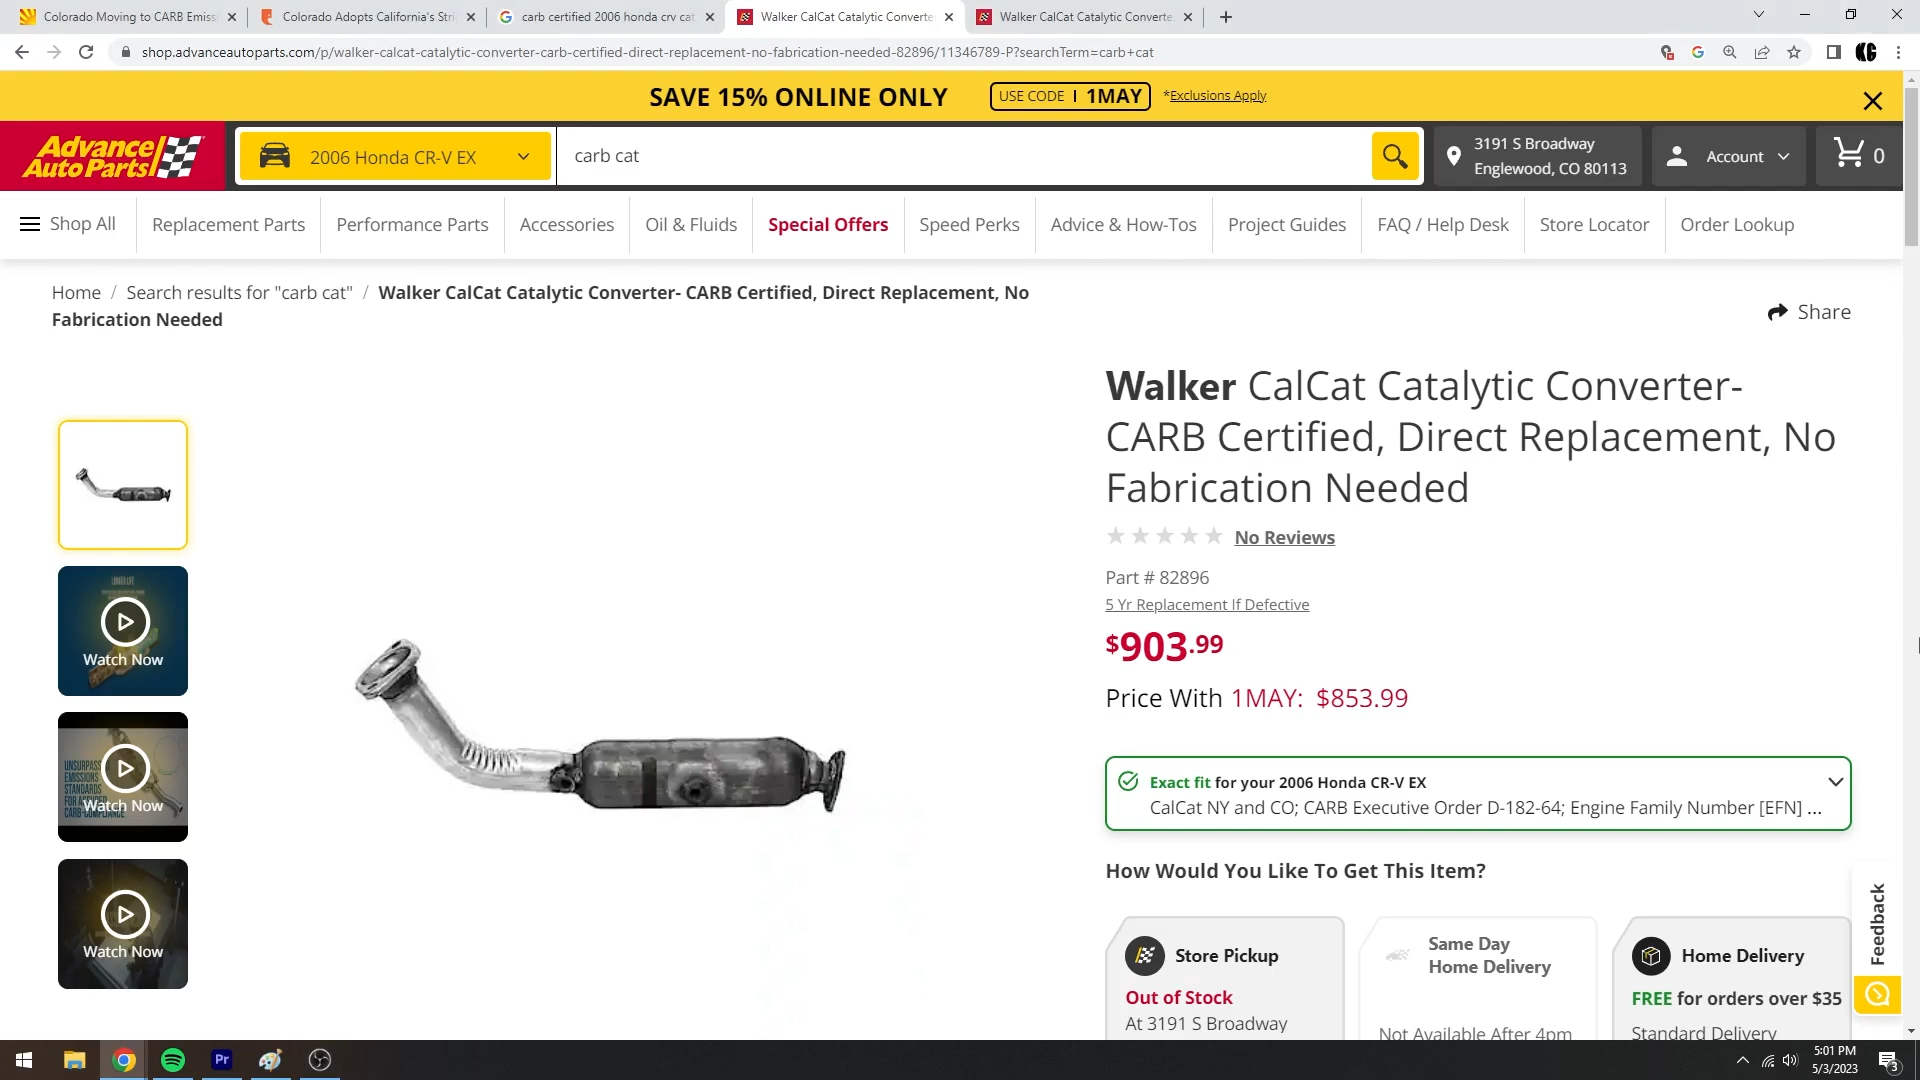 Colorado Moving to CARB Emiss
Colorado Adopts California's Stri
carb certified 2006 honda crv cat
Walker CalCat Catalytic Converte
Walker CalCat Catalytic Converte
shop.advanceautoparts.com/p/walker-calcat-catalytic-converter-carb-certified-direct-replacement-no-fabrication-needed-82896/11346789-P?searchTerm=carb+cat
SAVE 15% ONLINE ONLY
USE CODE | 1MAY
*Exclusions Apply
Advance
Auto Parts
2006 Honda CR-V EX
carb cat
3191 S Broadway
Englewood, CO 80113
Account
0
Shop All
Replacement Parts
Performance Parts
Accessories
Oil & Fluids
Special Offers
Speed Perks
Advice & How-Tos
Project Guides
FAQ / Help Desk
Store Locator
Order Lookup
Home / Search results for "carb cat" / Walker CalCat Catalytic Converter- CARB Certified, Direct Replacement, No
Fabrication Needed
Share
Walker CalCat Catalytic Converter-
CARB Certified, Direct Replacement, No
Fabrication Needed
No Reviews
Part # 82896
5 Yr Replacement If Defective
$903.99
Price With 1MAY: $853.99
Exact fit for your 2006 Honda CR-V EX
CalCat NY and CO; CARB Executive Order D-182-64; Engine Family Number [EFN] ...
How Would You Like To Get This Item?
Store Pickup
Out of Stock
At 3191 S Broadway
Same Day
Home Delivery
Not Available After 4pm
Home Delivery
FREE for orders over $35
Standard Delivery
Feedback
LONGER LIFE
Watch Now
UNSURPASS
EMISSIONS
STANDARDS
FOR
CARB-COMPLIANCE
Watch Now
Watch Now
Pr
5:01 PM
5/3/2023
3